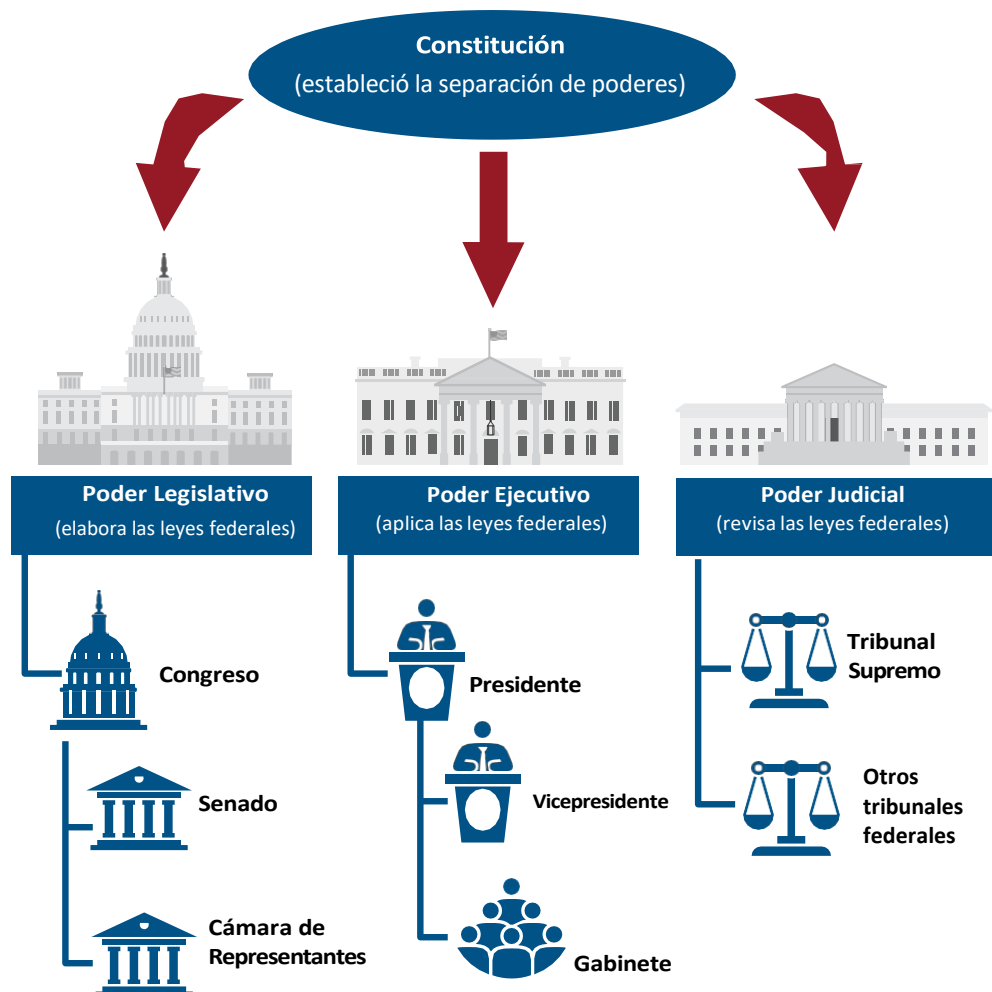 Constitución
(estableció la separación de poderes)
Poder Legislativo
(elabora las leyes federales)
Congreso
Senado
Cámara de
Representantes
Poder Ejecutivo
(aplica las leyes federales)
Presidente
Vicepresidente
Gabinete
Poder Judicial
(revisa las leyes federales)
Tribunal
Supremo
Otros
tribunales
federales